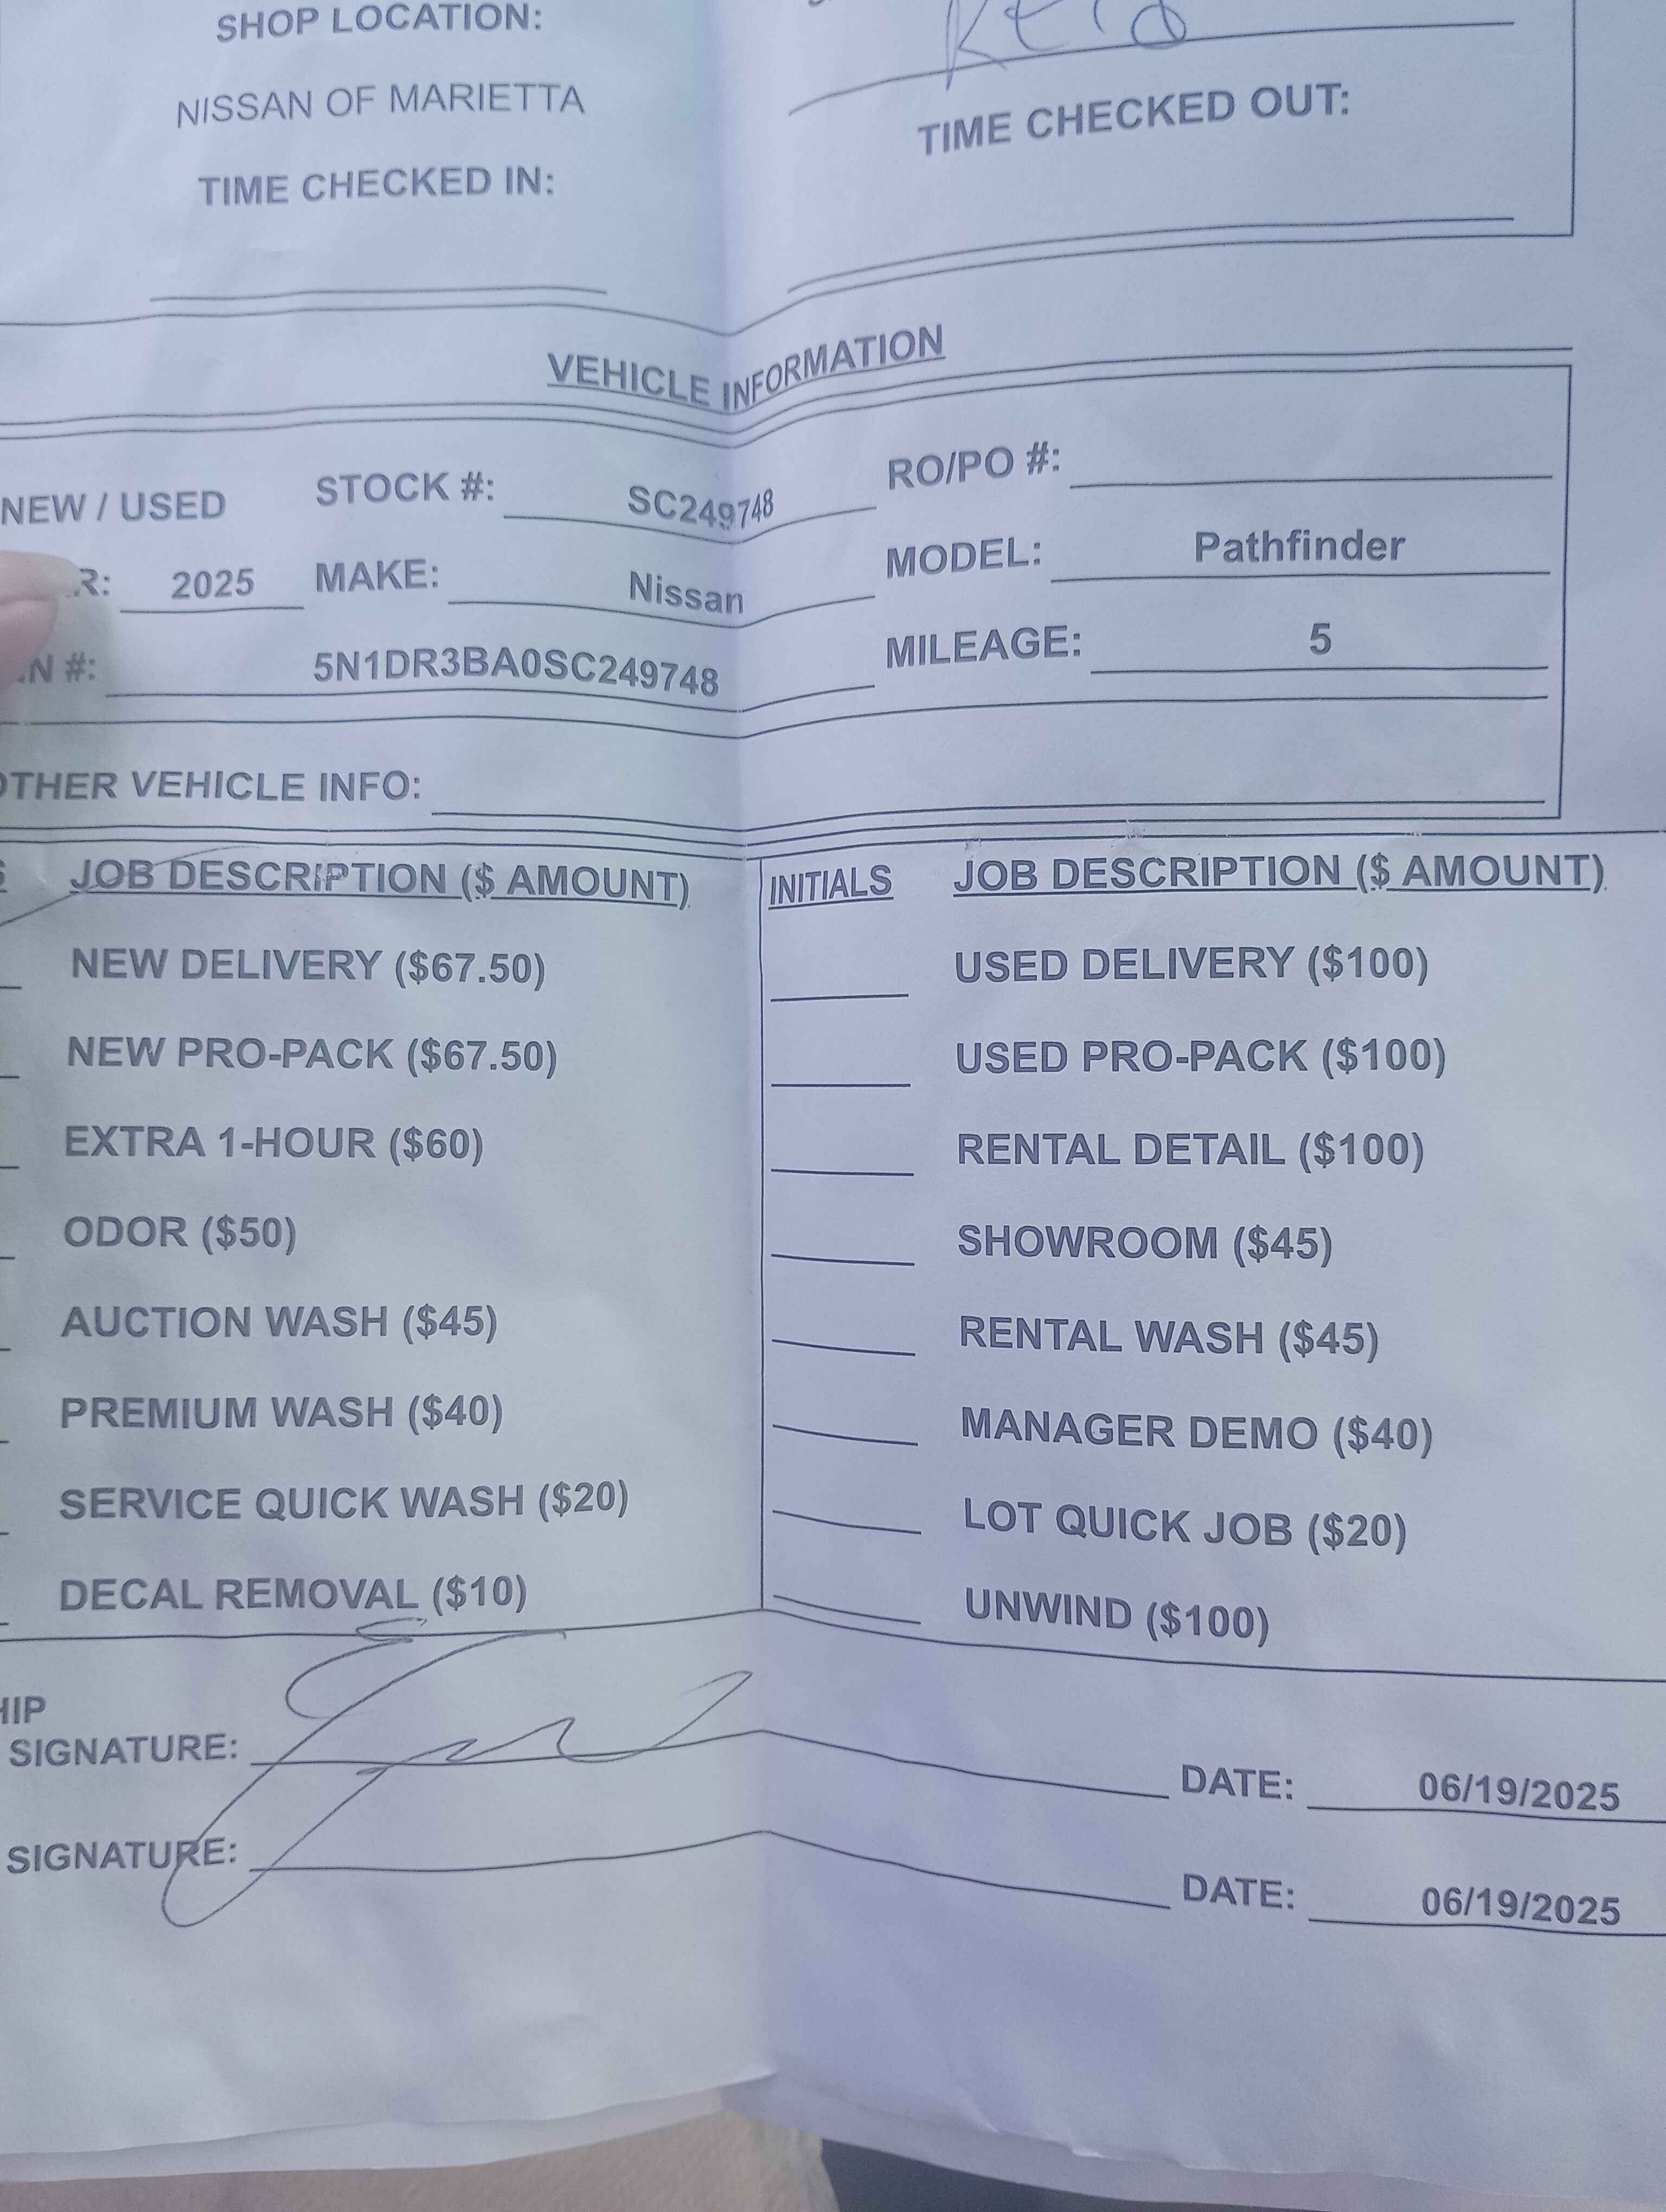 SHOP LOCATION:
NISSAN OF MARIETTA
TIME CHECKED IN:
TIME CHECKED OUT:
VEHICLE INFORMATION
NEW / USED STOCK #: SC249748 RO/PO #:
R: 2025 MAKE: Nissan MODEL: Pathfinder
N #: 5N1DR3BA0SC249748 MILEAGE: 5
OTHER VEHICLE INFO:
JOB DESCRIPTION ($ AMOUNT) INITIALS JOB DESCRIPTION ($ AMOUNT)
NEW DELIVERY ($67.50) USED DELIVERY ($100)
NEW PRO-PACK ($67.50) USED PRO-PACK ($100)
EXTRA 1-HOUR ($60) RENTAL DETAIL ($100)
ODOR ($50) SHOWROOM ($45)
AUCTION WASH ($45) RENTAL WASH ($45)
PREMIUM WASH ($40) MANAGER DEMO ($40)
SERVICE QUICK WASH ($20) LOT QUICK JOB ($20)
DECAL REMOVAL ($10) UNWIND ($100)
HIP
SIGNATURE: DATE: 06/19/2025
SIGNATURE: DATE: 06/19/2025